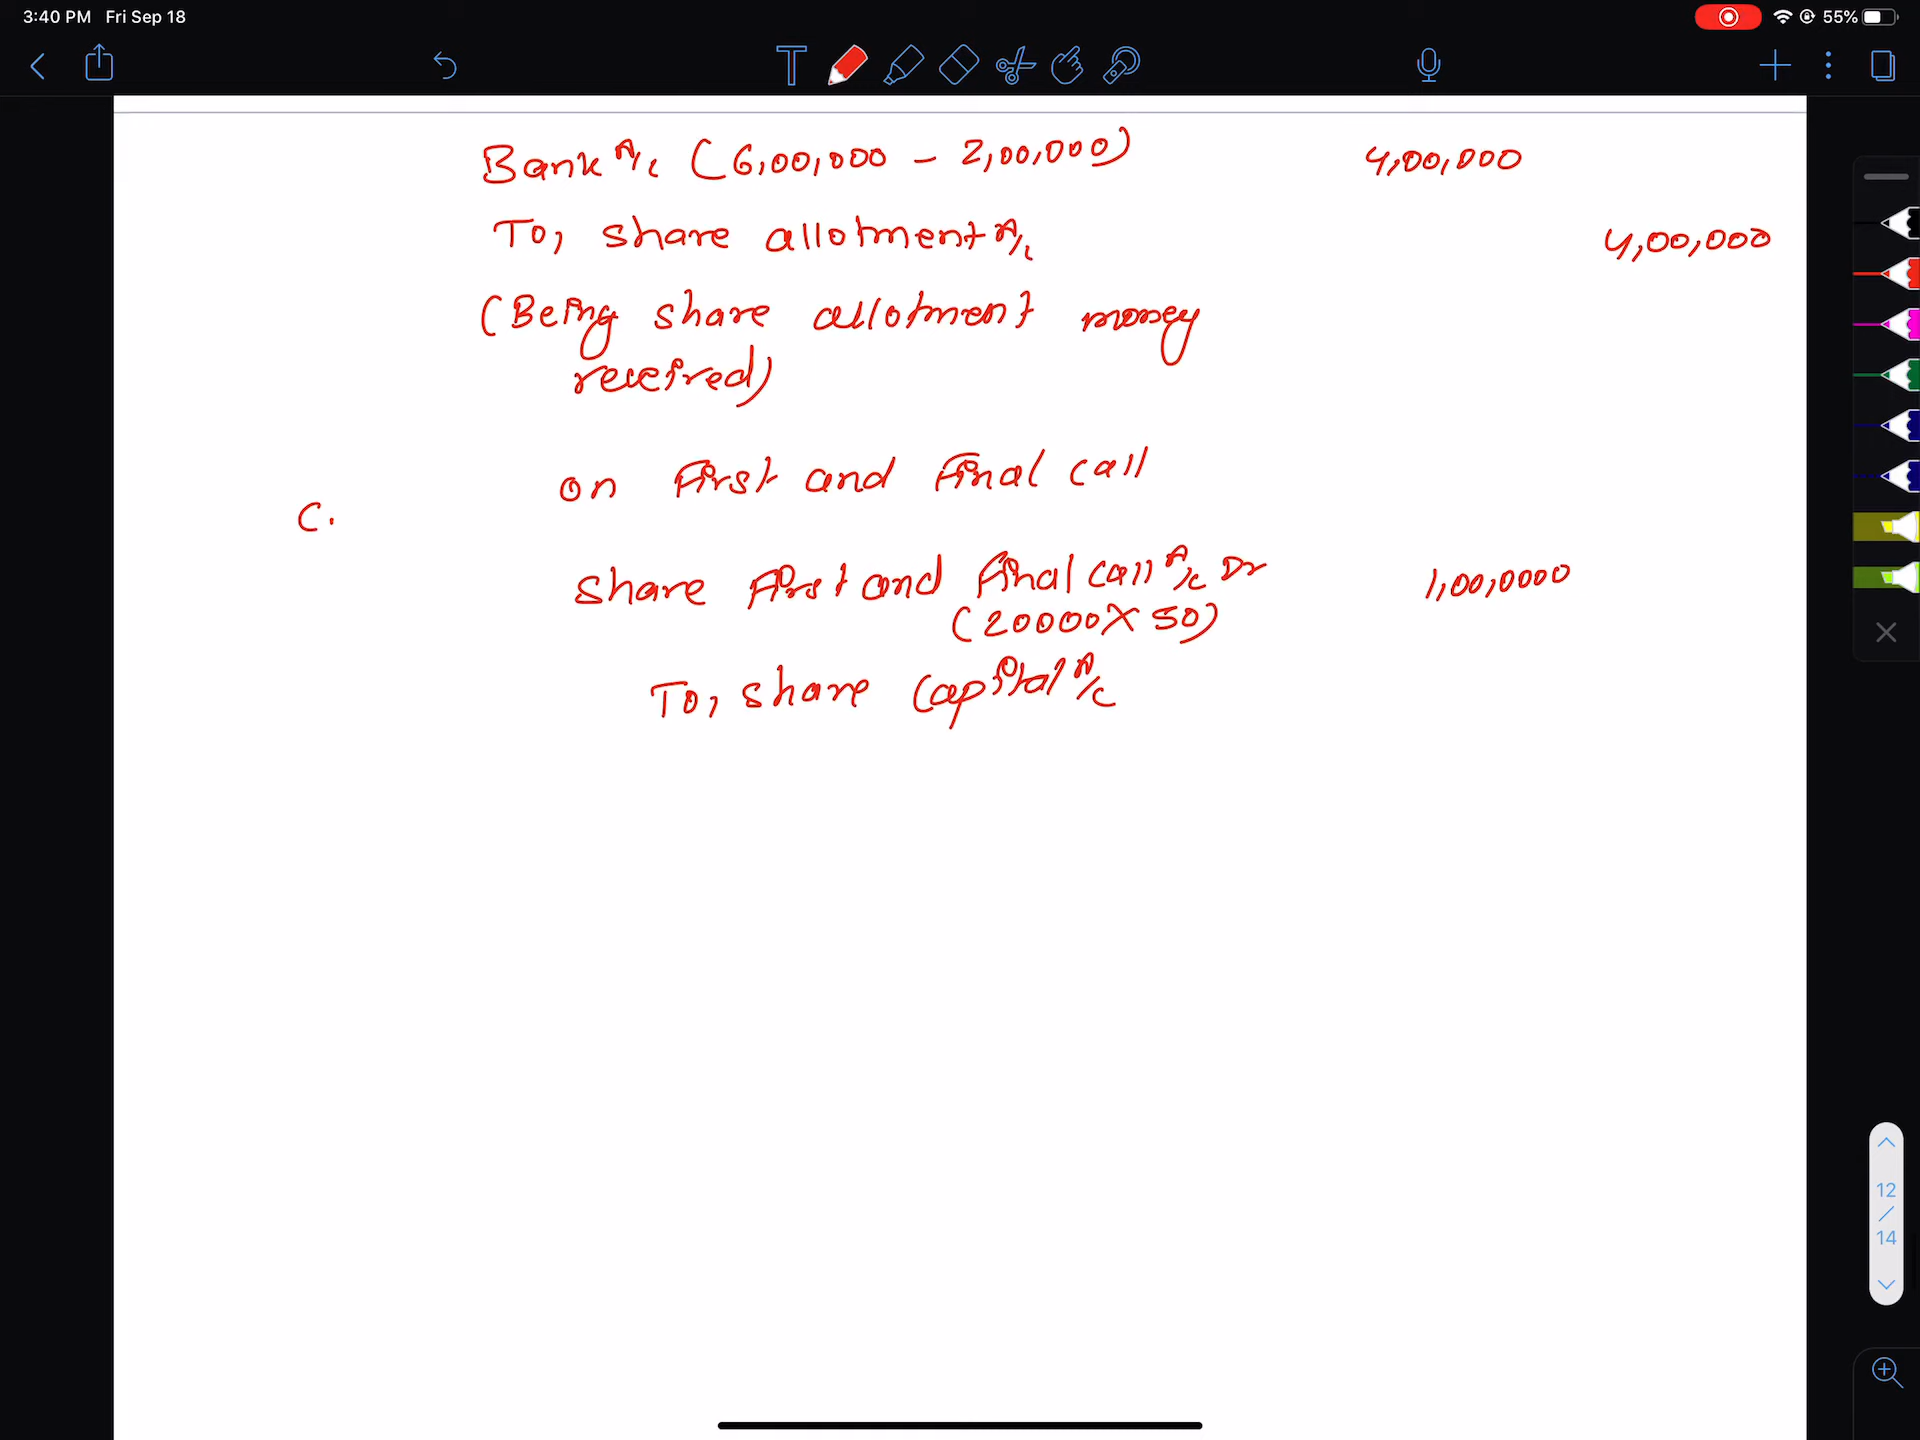 3:40 PM Fri Sep 18
55%
T
Bank A/c (6,00,000 - 2,00,000) 4,00,000
To, share allotment A/c 4,00,000
(Being share allotment money
received)
on First and Final call
C.
share First and Final call A/c Dr 1,00,0000
(20000 X 50)
To, share capital A/c
12
/
14